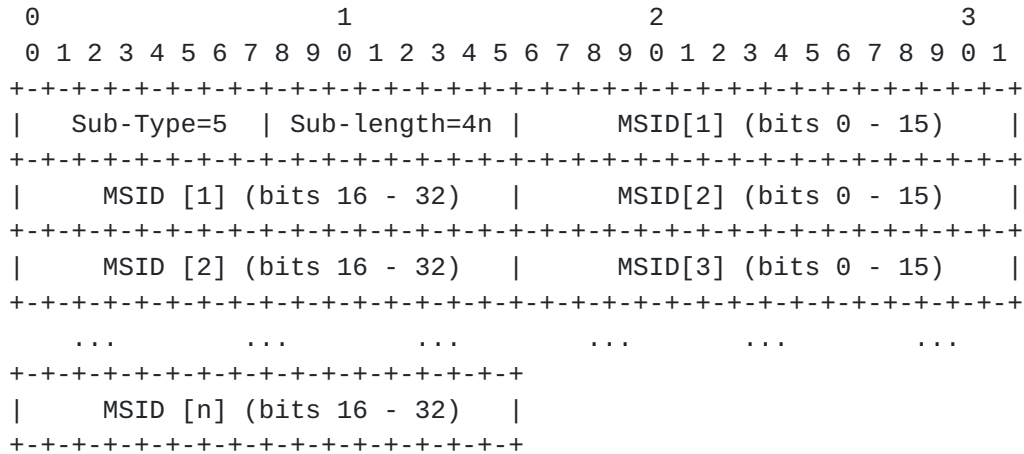 0                   1                   2                   3
 0 1 2 3 4 5 6 7 8 9 0 1 2 3 4 5 6 7 8 9 0 1 2 3 4 5 6 7 8 9 0 1
+-+-+-+-+-+-+-+-+-+-+-+-+-+-+-+-+-+-+-+-+-+-+-+-+-+-+-+-+-+-+-+-+
|   Sub-Type=5  | Sub-length=4n |      MSID[1] (bits 0 - 15)    |
+-+-+-+-+-+-+-+-+-+-+-+-+-+-+-+-+-+-+-+-+-+-+-+-+-+-+-+-+-+-+-+-+
|     MSID [1] (bits 16 - 32)   |      MSID[2] (bits 0 - 15)    |
+-+-+-+-+-+-+-+-+-+-+-+-+-+-+-+-+-+-+-+-+-+-+-+-+-+-+-+-+-+-+-+-+
|     MSID [2] (bits 16 - 32)   |      MSID[3] (bits 0 - 15)    |
+-+-+-+-+-+-+-+-+-+-+-+-+-+-+-+-+-+-+-+-+-+-+-+-+-+-+-+-+-+-+-+-+
    ...        ...        ...        ...       ...        ...
+-+-+-+-+-+-+-+-+-+-+-+-+-+-+-+-+
|     MSID [n] (bits 16 - 32)   |
+-+-+-+-+-+-+-+-+-+-+-+-+-+-+-+-+